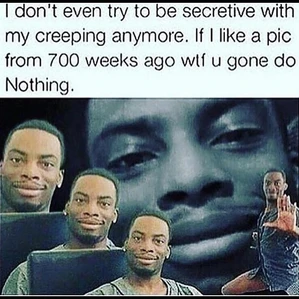 I don't even try to be secretive with
my creeping anymore. If I like a pic
from 700 weeks ago wtf u gone do
Nothing.